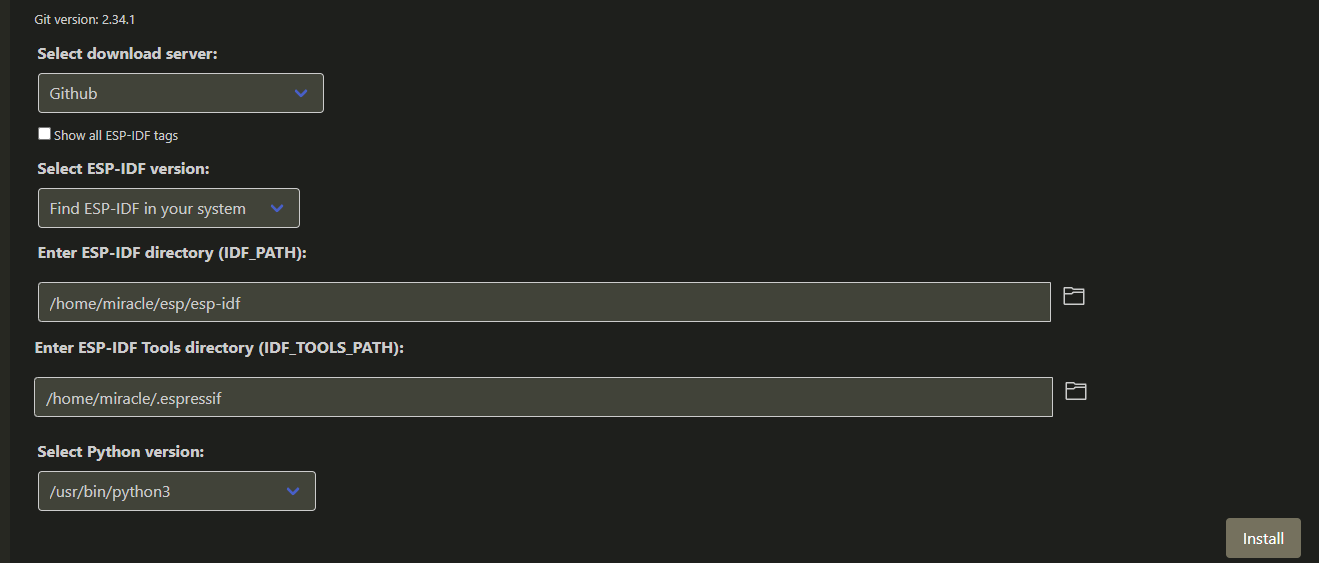 Git version: 2.34.1
Select download server:
Github
Show all ESP-IDF tags
Select ESP-IDF version:
Find ESP-IDF in your system
Enter ESP-IDF directory (IDF_PATH):
/home/miracle/esp/esp-idf
Enter ESP-IDF Tools directory (IDF_TOOLS_PATH):
/home/miracle/.espressif
Select Python version:
/usr/bin/python3
Install